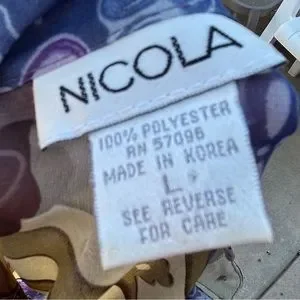 NICOLA
100% POLYESTER
RN 57096
MADE IN KOREA
L
SEE REVERSE
FOR CARE